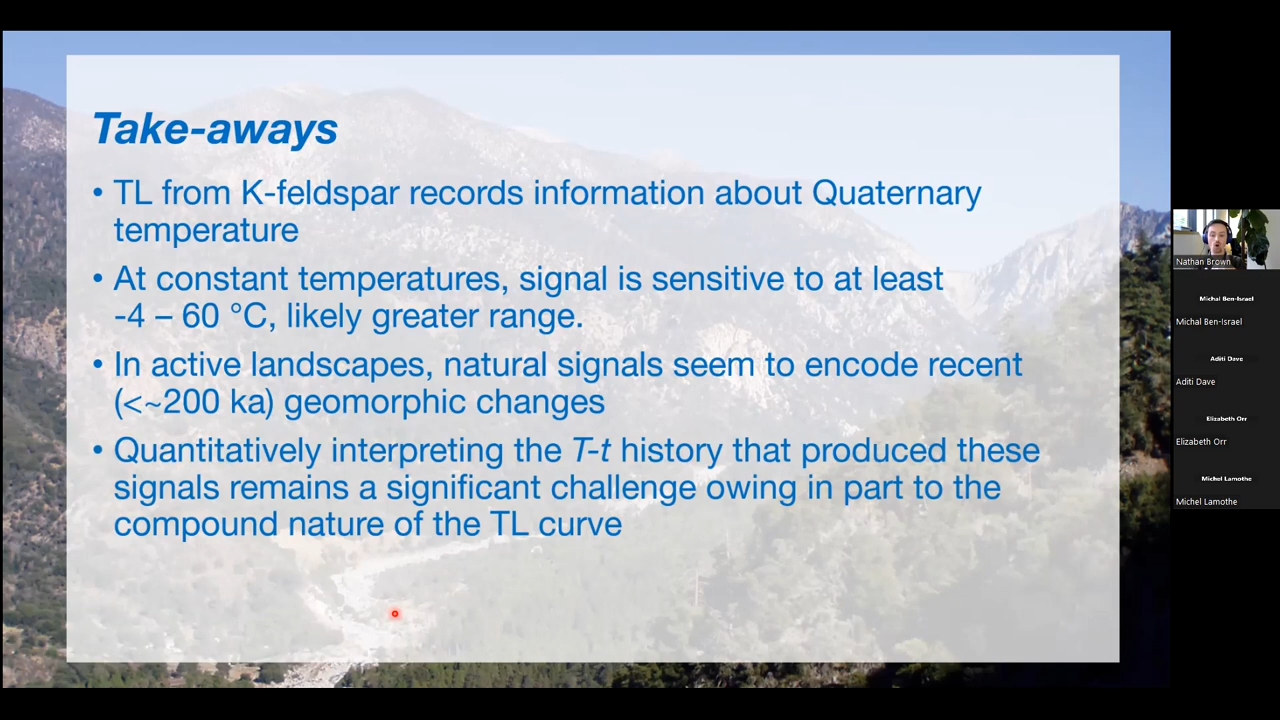 Take-aways
• TL from K-feldspar records information about Quaternary
temperature
• At constant temperatures, signal is sensitive to at least
-4 – 60 °C, likely greater range.
• In active landscapes, natural signals seem to encode recent
(<~200 ka) geomorphic changes
• Quantitatively interpreting the T-t history that produced these
signals remains a significant challenge owing in part to the
compound nature of the TL curve
Nathan Brown
Michal Ben-Israel
Michal Ben-Israel
Aditi Dave
Aditi Dave
Elizabeth Orr
Elizabeth Orr
Michel Lamothe
Michel Lamothe